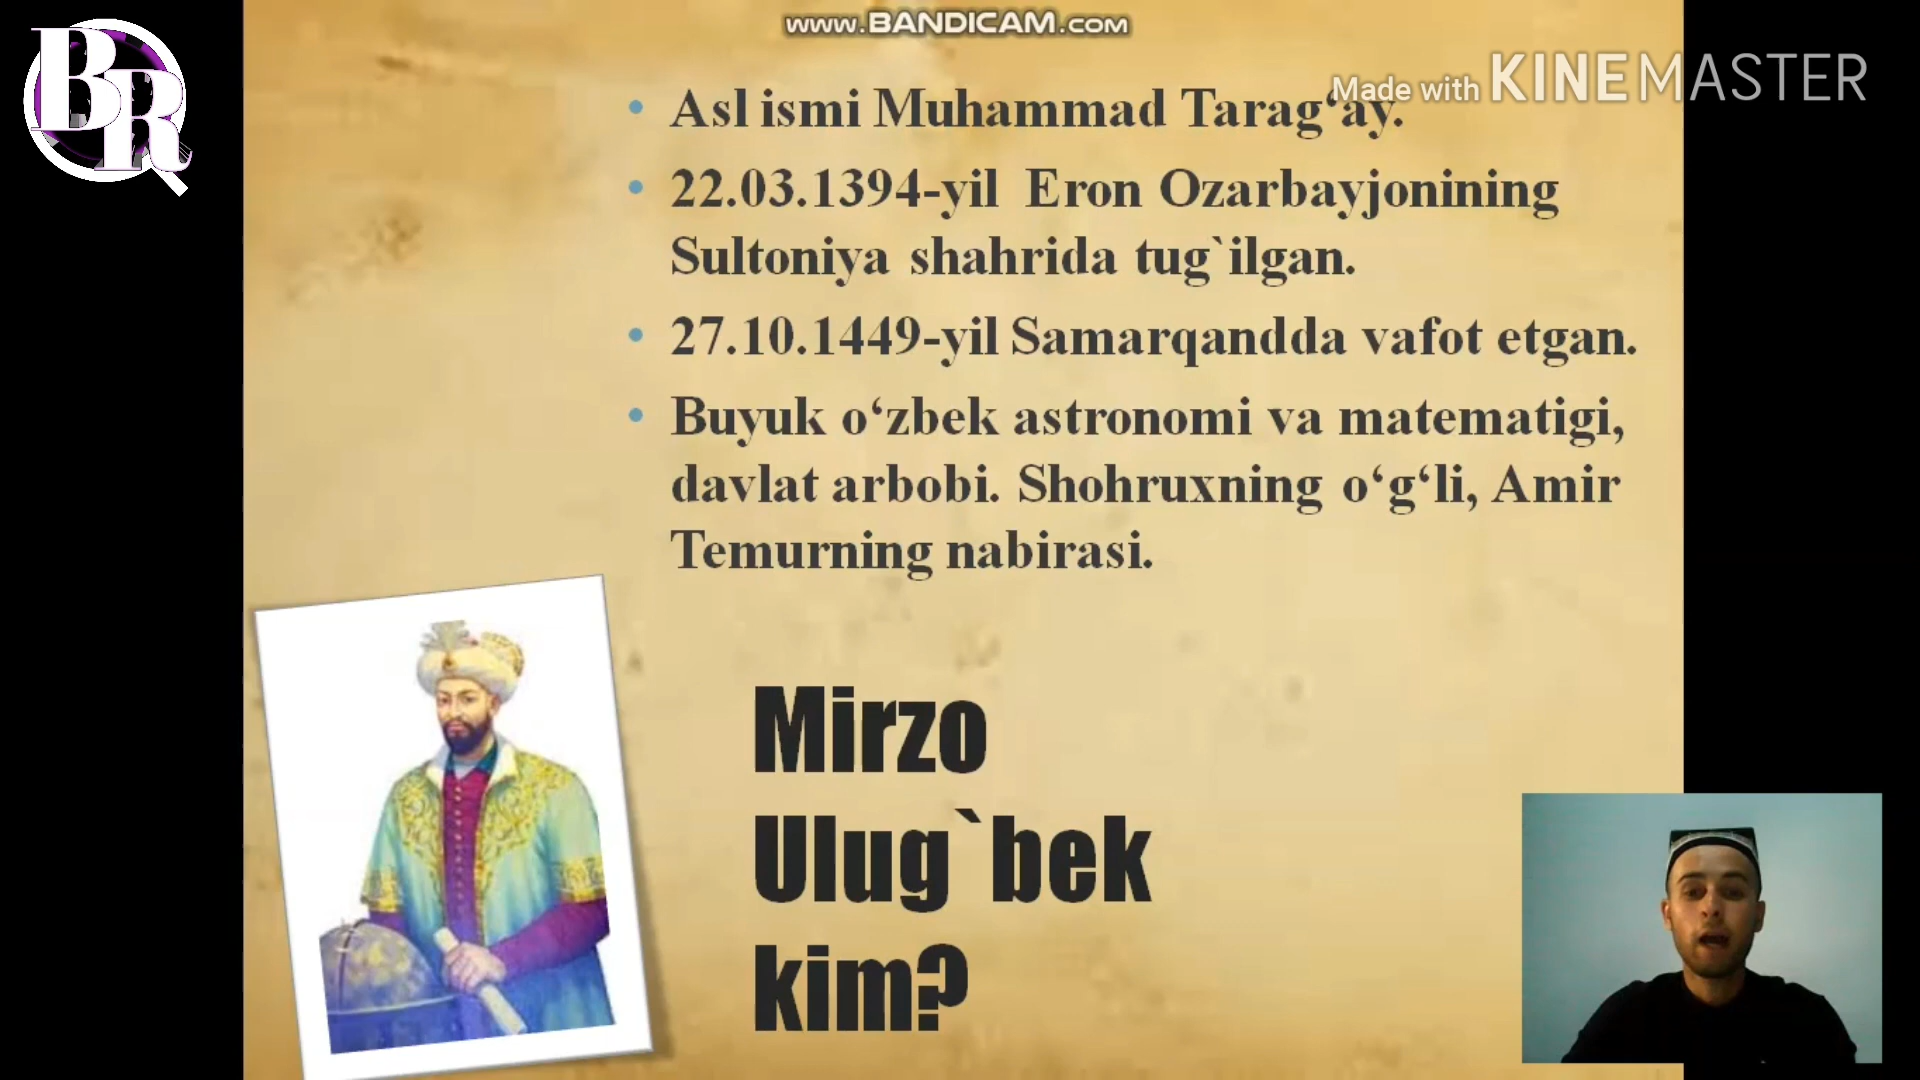 www.BANDICAM.com
Made with KINEMASTER
BR
• Asl ismi Muhammad Tarag‘ay.
• 22.03.1394-yil Eron Ozarbayjonining
Sultoniya shahrida tug`ilgan.
• 27.10.1449-yil Samarqandda vafot etgan.
• Buyuk o‘zbek astronomi va matematigi,
davlat arbobi. Shohruxning o‘g‘li, Amir
Temurning nabirasi.
Mirzo
Ulug`bek
kim?